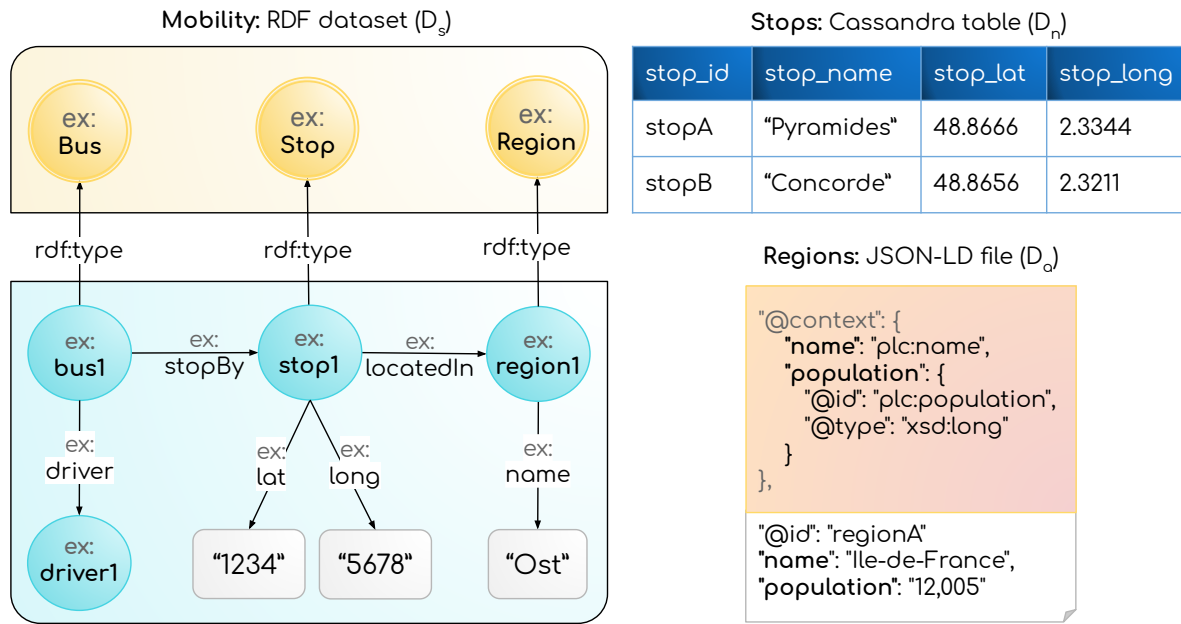 Mobility: RDF dataset (Ds)
ex:
Bus
ex:
Stop
ex:
Region
rdf:type
rdf:type
rdf:type
ex:
bus1
ex:
stopBy
ex:
stop1
ex:
locatedIn
ex:
region1
ex:
driver
ex:
lat
ex:
long
ex:
name
ex:
driver1
“1234”
“5678”
“Ost”
Stops: Cassandra table (Dn)
stop_id stop_name stop_lat stop_long
stopA “Pyramides” 48.8666 2.3344
stopB “Concorde” 48.8656 2.3211
Regions: JSON-LD file (Da)
"@context": {
"name": "plc:name",
"population": {
"@id": "plc:population",
"@type": "xsd:long"
}
},
"@id": "regionA"
"name": "Ile-de-France",
"population": "12,005"